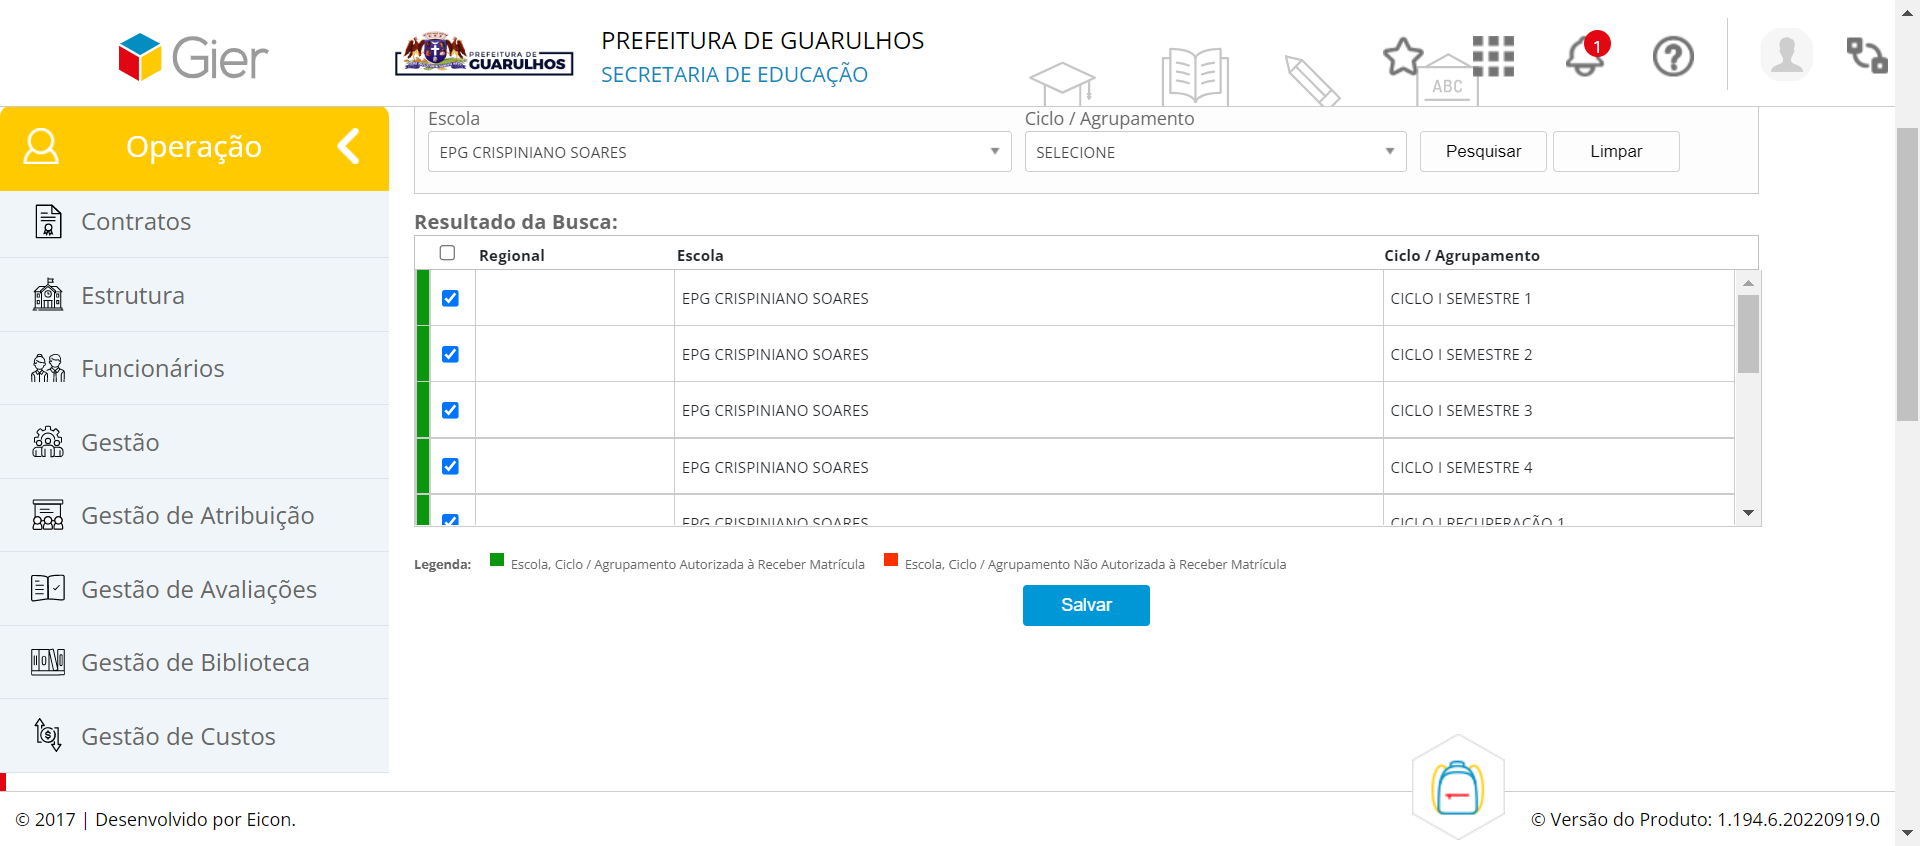 Gier
PREFEITURA DE
GUARULHOS
PREFEITURA DE GUARULHOS
SECRETARIA DE EDUCAÇÃO
ABC
1
Operação
Contratos
Estrutura
Funcionários
Gestão
Gestão de Atribuição
Gestão de Avaliações
Gestão de Biblioteca
Gestão de Custos
Escola
Ciclo / Agrupamento
EPG CRISPINIANO SOARES
SELECIONE
Pesquisar
Limpar
Resultado da Busca:
Regional Escola Ciclo / Agrupamento
EPG CRISPINIANO SOARES CICLO I SEMESTRE 1
EPG CRISPINIANO SOARES CICLO I SEMESTRE 2
EPG CRISPINIANO SOARES CICLO I SEMESTRE 3
EPG CRISPINIANO SOARES CICLO I SEMESTRE 4
EPG CRISPINIANO SOARES CICLO I RECUPERAÇÃO 1
Legenda: Escola, Ciclo / Agrupamento Autorizada à Receber Matrícula Escola, Ciclo / Agrupamento Não Autorizada à Receber Matrícula
Salvar
© 2017 | Desenvolvido por Eicon.
© Versão do Produto: 1.194.6.20220919.0